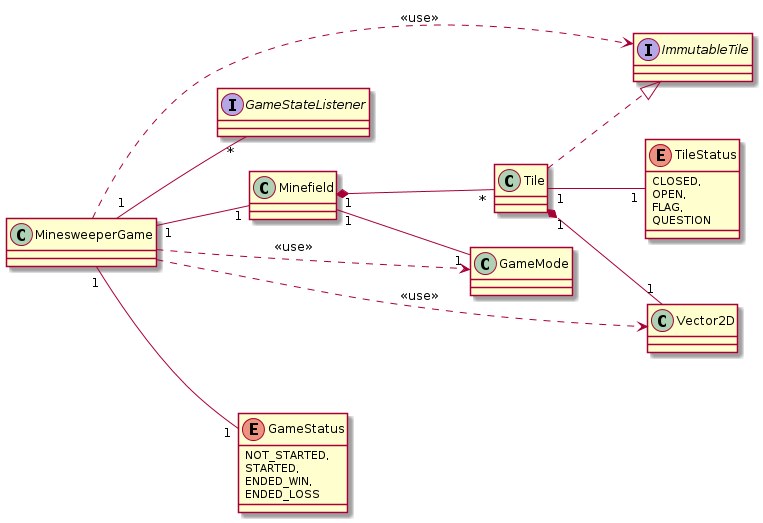 «use»
I ImmutableTile
I GameStateListener
*
E TileStatus
CLOSED,
OPEN,
FLAG,
QUESTION
C Tile
C Minefield
1
*
1
1
1
1
1
1
1
C MinesweeperGame
1
«use»
1
C GameMode
1
1
«use»
C Vector2D
E GameStatus
1
NOT_STARTED,
STARTED,
ENDED_WIN,
ENDED_LOSS